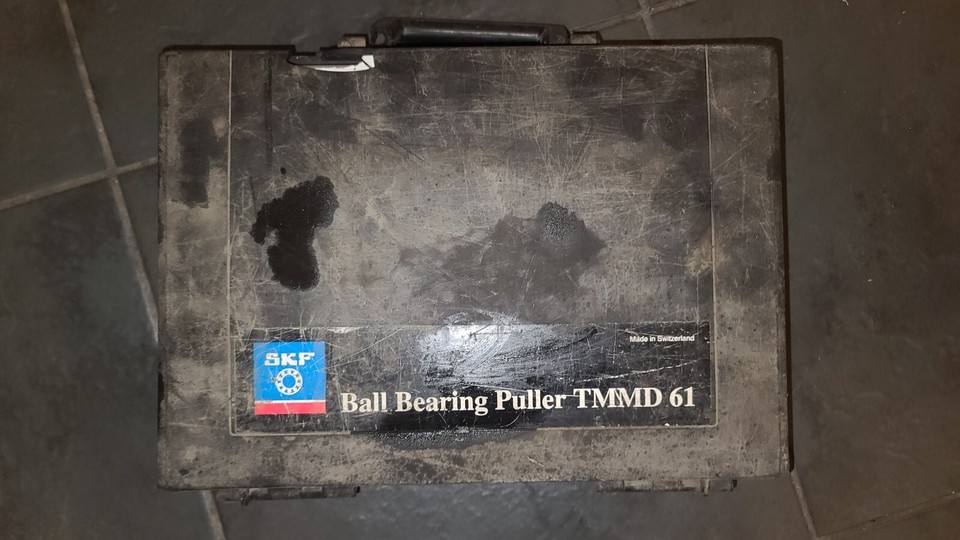 Made in Switzerland
SKF
Ball Bearing Puller TMMD 61